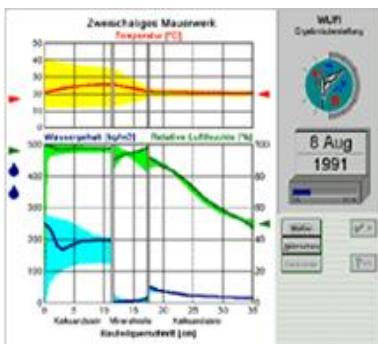 Zweischaliges Mauerwerk
Temperatur [°C]
50
40
30
20
10
0
Wassergehalt [kg/m3] Relative Luftfeuchte [%]
500
400
300
200
100
0
100
80
60
40
20
0
0 5 10 15 20 25 30 35
Kalksandstein Mineralwolle Kalksandstein
Bauteilquerschnitt [cm]
WUFI
Ergebnisdarstellung
8 Aug
1991
Weiter